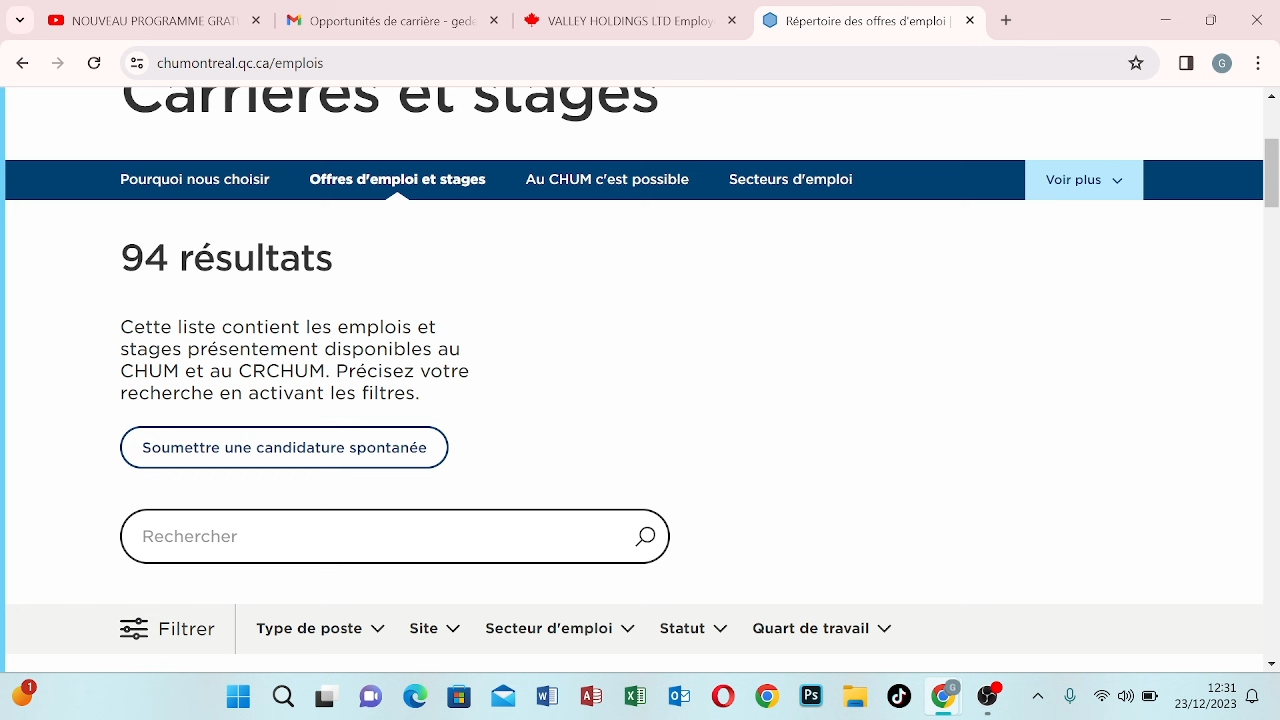 NOUVEAU PROGRAMME GRAT
Opportunités de carrière - gede
VALLEY HOLDINGS LTD Employ
Répertoire des offres d'emploi |
chumontreal.qc.ca/emplois
G
Carrières et stages
Pourquoi nous choisir
Offres d'emploi et stages
Au CHUM c'est possible
Secteurs d'emploi
Voir plus
94 résultats
Cette liste contient les emplois et
stages présentement disponibles au
CHUM et au CRCHUM. Précisez votre
recherche en activant les filtres.
Soumettre une candidature spontanée
Rechercher
Filtrer
Type de poste
Site
Secteur d'emploi
Statut
Quart de travail
1
Ps
G
12:31
23/12/2023